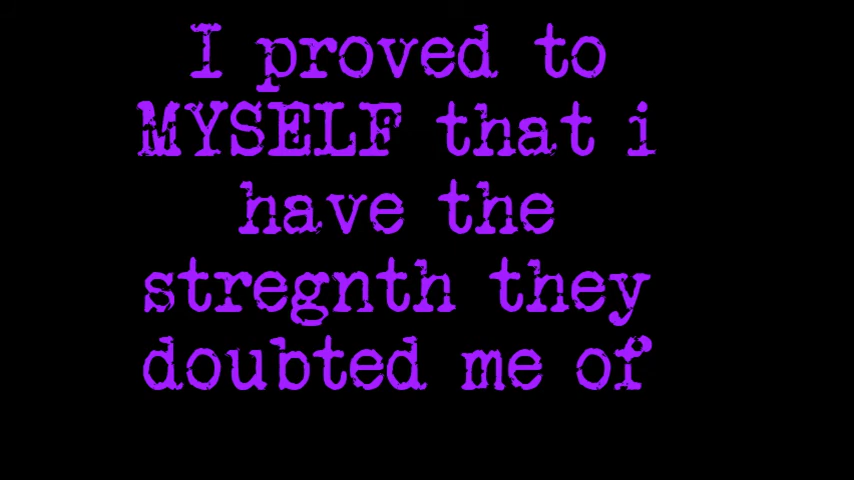 I proved to
MYSELF that i
have the
stregnth they
doubted me of